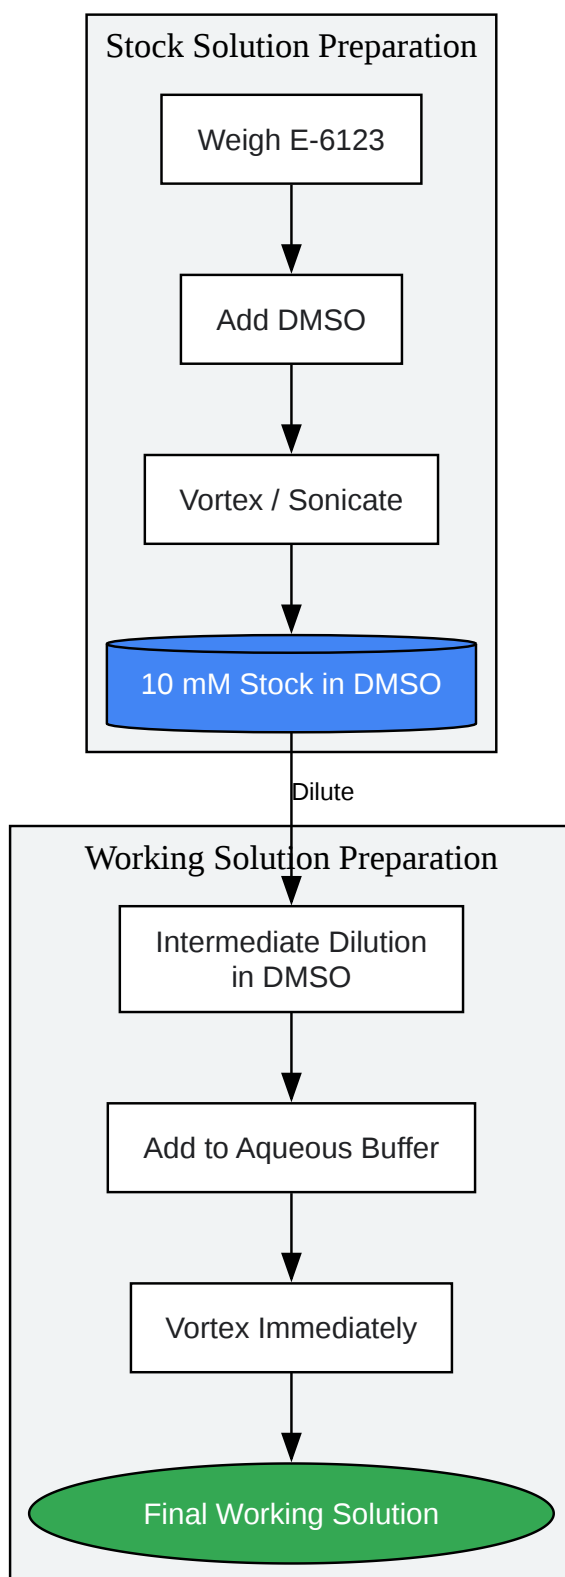 Stock Solution Preparation
Weigh E-6123
Add DMSO
Vortex / Sonicate
10 mM Stock in DMSO
Dilute
Working Solution Preparation
Intermediate Dilution
in DMSO
Add to Aqueous Buffer
Vortex Immediately
Final Working Solution